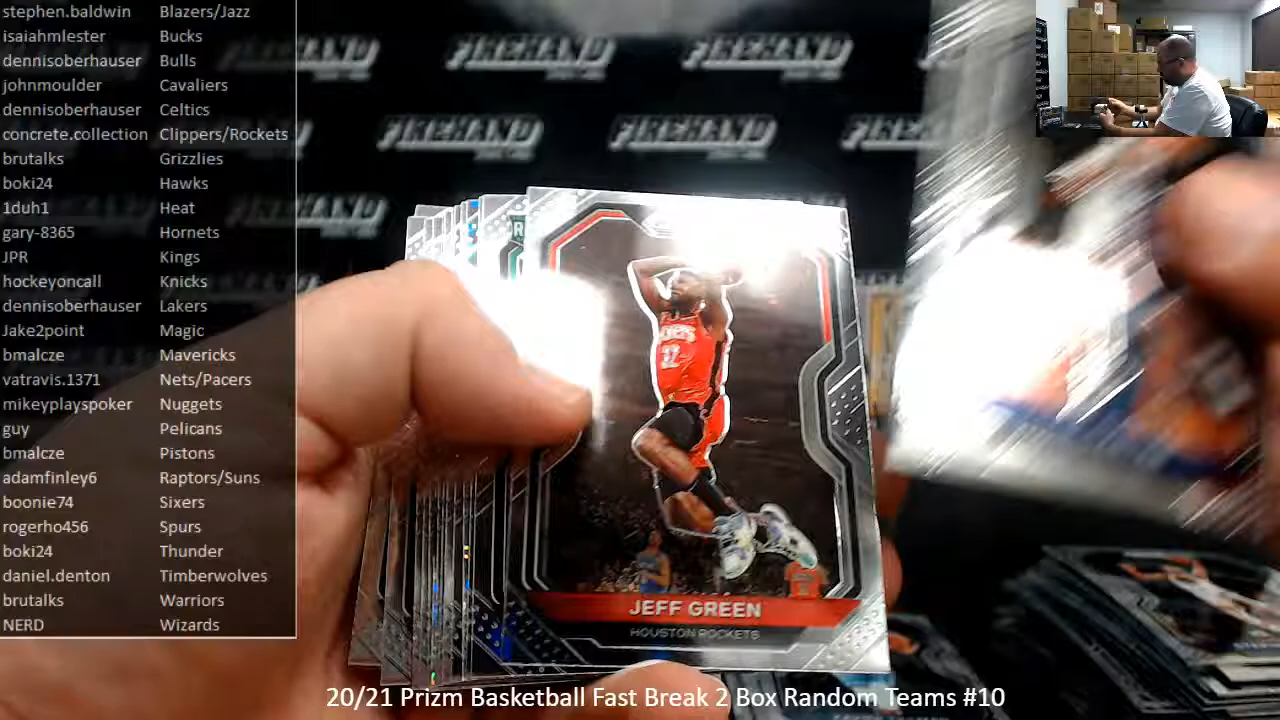 stephen.baldwin Blazers/Jazz
isaiahmlester Bucks
dennisoberhauser Bulls
johnmoulder Cavaliers
dennisoberhauser Celtics
concrete.collection Clippers/Rockets
brutalks Grizzlies
boki24 Hawks
1duh1 Heat
gary-8365 Hornets
JPR Kings
hockeyoncall Knicks
dennisoberhauser Lakers
Jake2point Magic
bmalcze Mavericks
vatravis.1371 Nets/Pacers
mikeyplayspoker Nuggets
guy Pelicans
bmalcze Pistons
adamfinley6 Raptors/Suns
boonie74 Sixers
rogerho456 Spurs
boki24 Thunder
daniel.denton Timberwolves
brutalks Warriors
NERD Wizards
FIREHAND FIREHAND
FIREHAND FIREHAND FIREHAND
FIREHAND
32
JEFF GREEN
HOUSTON ROCKETS
20/21 Prizm Basketball Fast Break 2 Box Random Teams #10